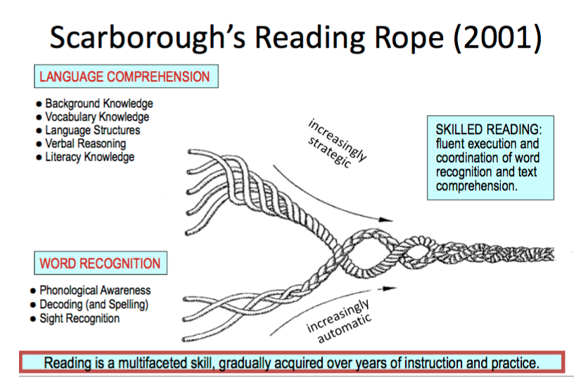 Scarborough's Reading Rope (2001)
LANGUAGE COMPREHENSION
● Background Knowledge
● Vocabulary Knowledge
● Language Structures
● Verbal Reasoning
● Literacy Knowledge
increasingly
strategic
SKILLED READING:
fluent execution and
coordination of word
recognition and text
comprehension.
WORD RECOGNITION
● Phonological Awareness
● Decoding (and Spelling)
● Sight Recognition
increasingly
automatic
Reading is a multifaceted skill, gradually acquired over years of instruction and practice.